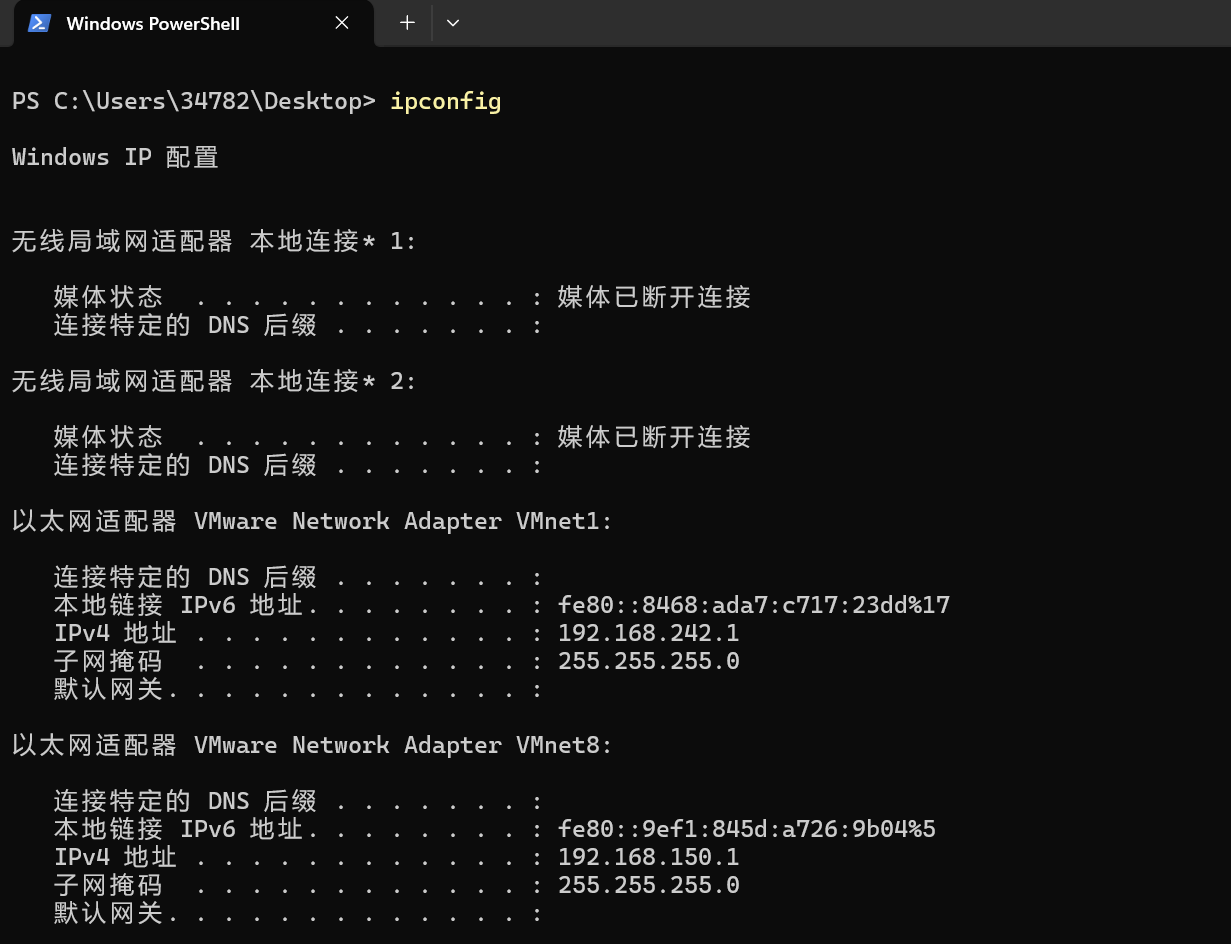 Windows PowerShell
PS C:\Users\34782\Desktop> ipconfig
Windows IP 配置
无线局域网适配器 本地连接* 1:
媒体状态  . . . . . . . . . . . . : 媒体已断开连接
连接特定的 DNS 后缀 . . . . . . . :
无线局域网适配器 本地连接* 2:
媒体状态  . . . . . . . . . . . . : 媒体已断开连接
连接特定的 DNS 后缀 . . . . . . . :
以太网适配器 VMware Network Adapter VMnet1:
连接特定的 DNS 后缀 . . . . . . . :
本地链接 IPv6 地址. . . . . . . . : fe80::8468:ada7:c717:23dd%17
IPv4 地址 . . . . . . . . . . . . : 192.168.242.1
子网掩码  . . . . . . . . . . . . : 255.255.255.0
默认网关. . . . . . . . . . . . . :
以太网适配器 VMware Network Adapter VMnet8:
连接特定的 DNS 后缀 . . . . . . . :
本地链接 IPv6 地址. . . . . . . . : fe80::9ef1:845d:a726:9b04%5
IPv4 地址 . . . . . . . . . . . . : 192.168.150.1
子网掩码  . . . . . . . . . . . . : 255.255.255.0
默认网关. . . . . . . . . . . . . :